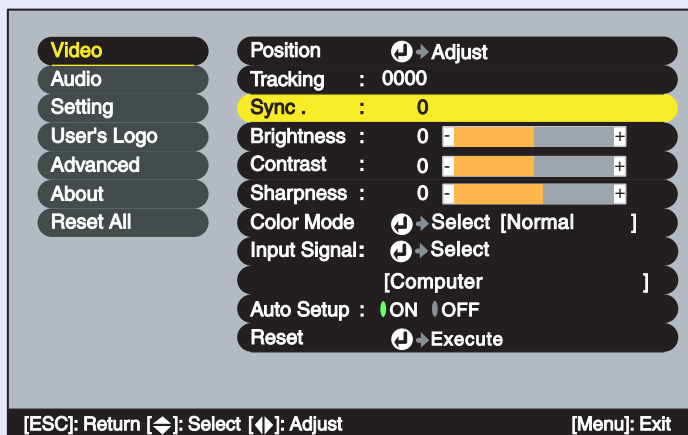 Video
Audio
Setting
User's Logo
Advanced
About
Reset All
Position Adjust
Tracking : 0000
Sync . : 0
Brightness : 0 - +
Contrast : 0 - +
Sharpness : 0 - +
Color Mode Select [Normal ]
Input Signal: Select
[Computer ]
Auto Setup : ON OFF
Reset Execute
[ESC]: Return [ ]: Select [ ]: Adjust [Menu]: Exit